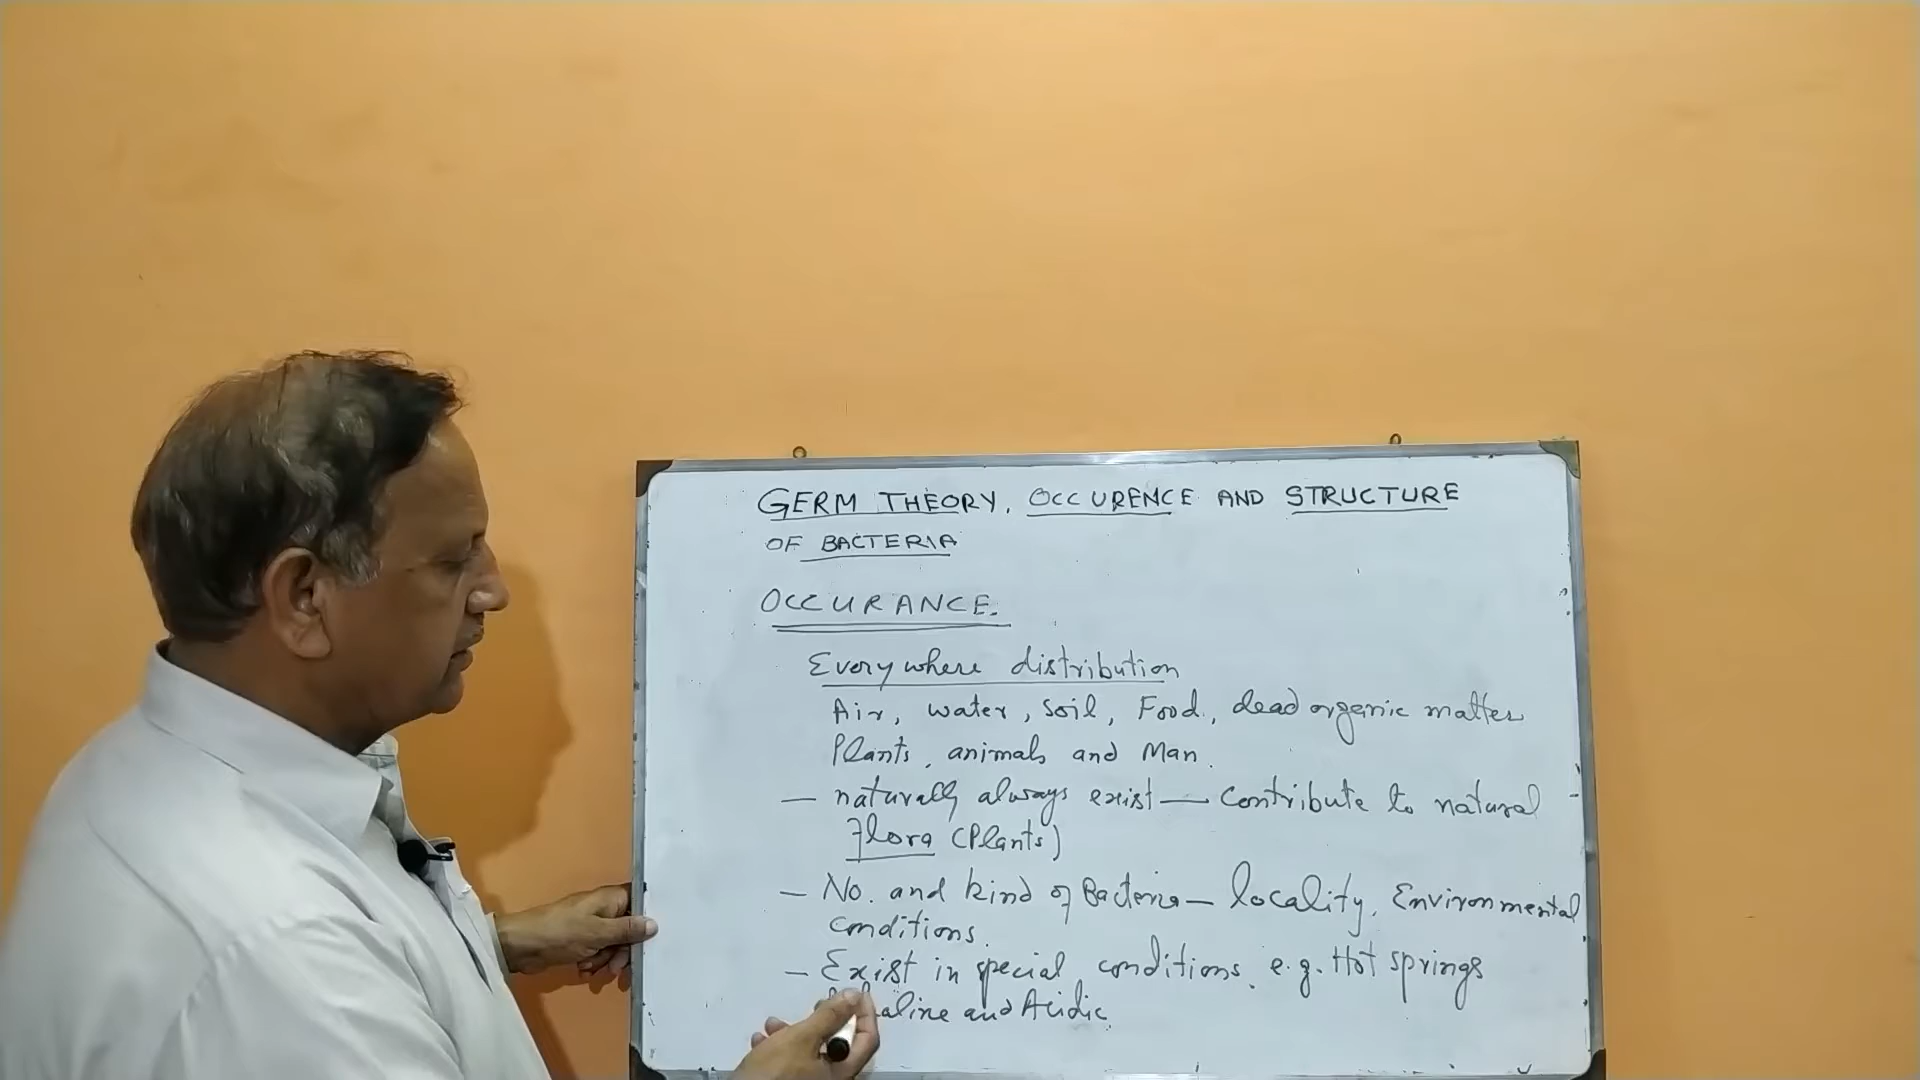 GERM THEORY, OCCURENCE AND STRUCTURE
OF BACTERIA
OCCURANCE.
Everywhere distribution
Air, water, Soil, Food, dead organic matter
Plants, animals and Man.
— naturally always exist — Contribute to natural
Flora (Plants)
— No. and kind of Bacteria — locality, Environmental
conditions.
— Exist in special conditions. e.g. Hot springs
and Acidic